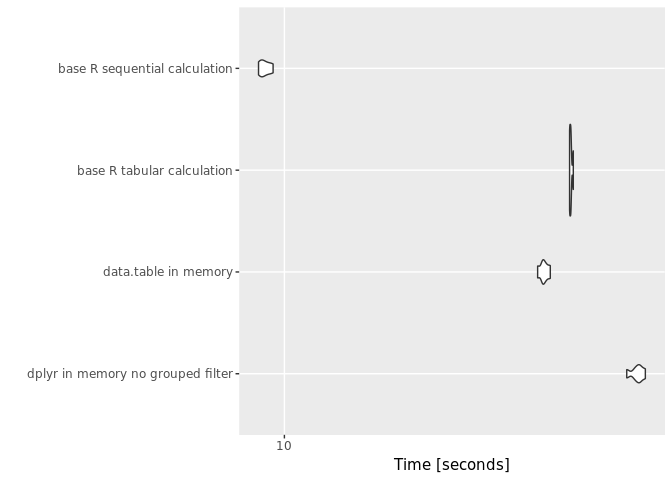 base R sequential calculation
base R tabular calculation
data.table in memory
dplyr in memory no grouped filter
10
Time [seconds]